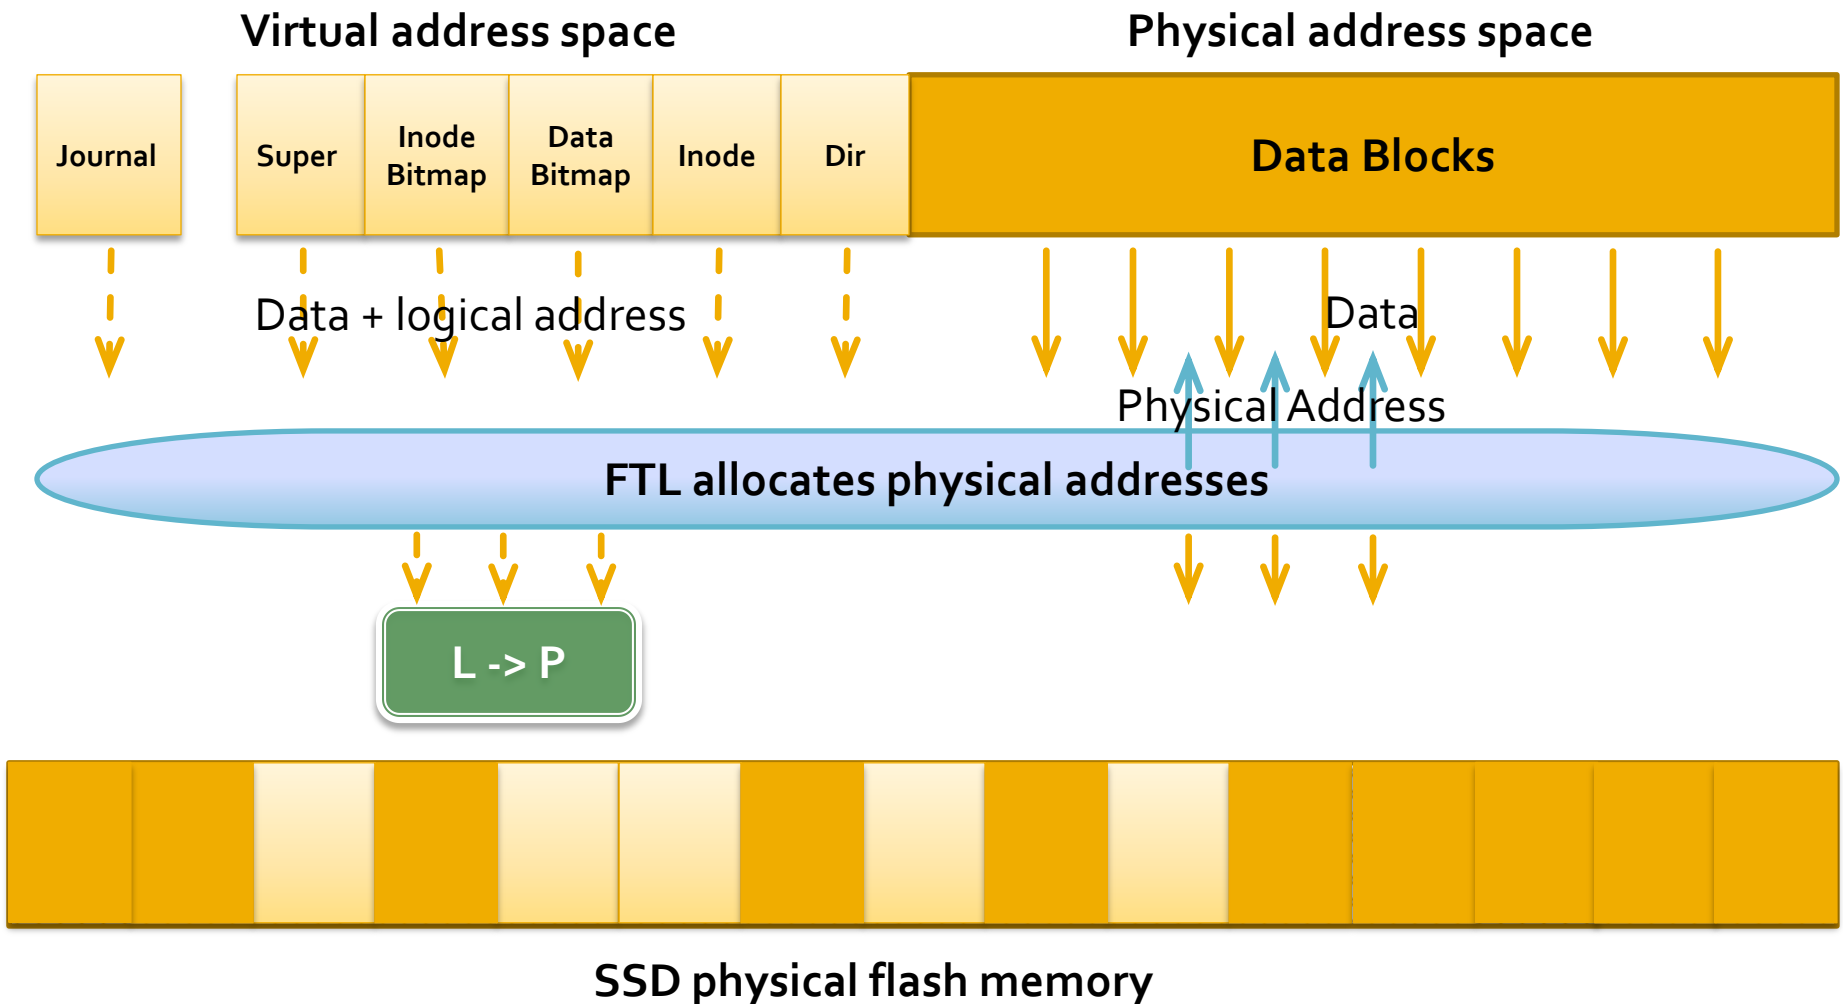 Virtual address space
Physical address space
Journal
Super
Inode
Bitmap
Data
Bitmap
Inode
Dir
Data Blocks
Data + logical address
Data
Physical Address
FTL allocates physical addresses
L -> P
SSD physical flash memory